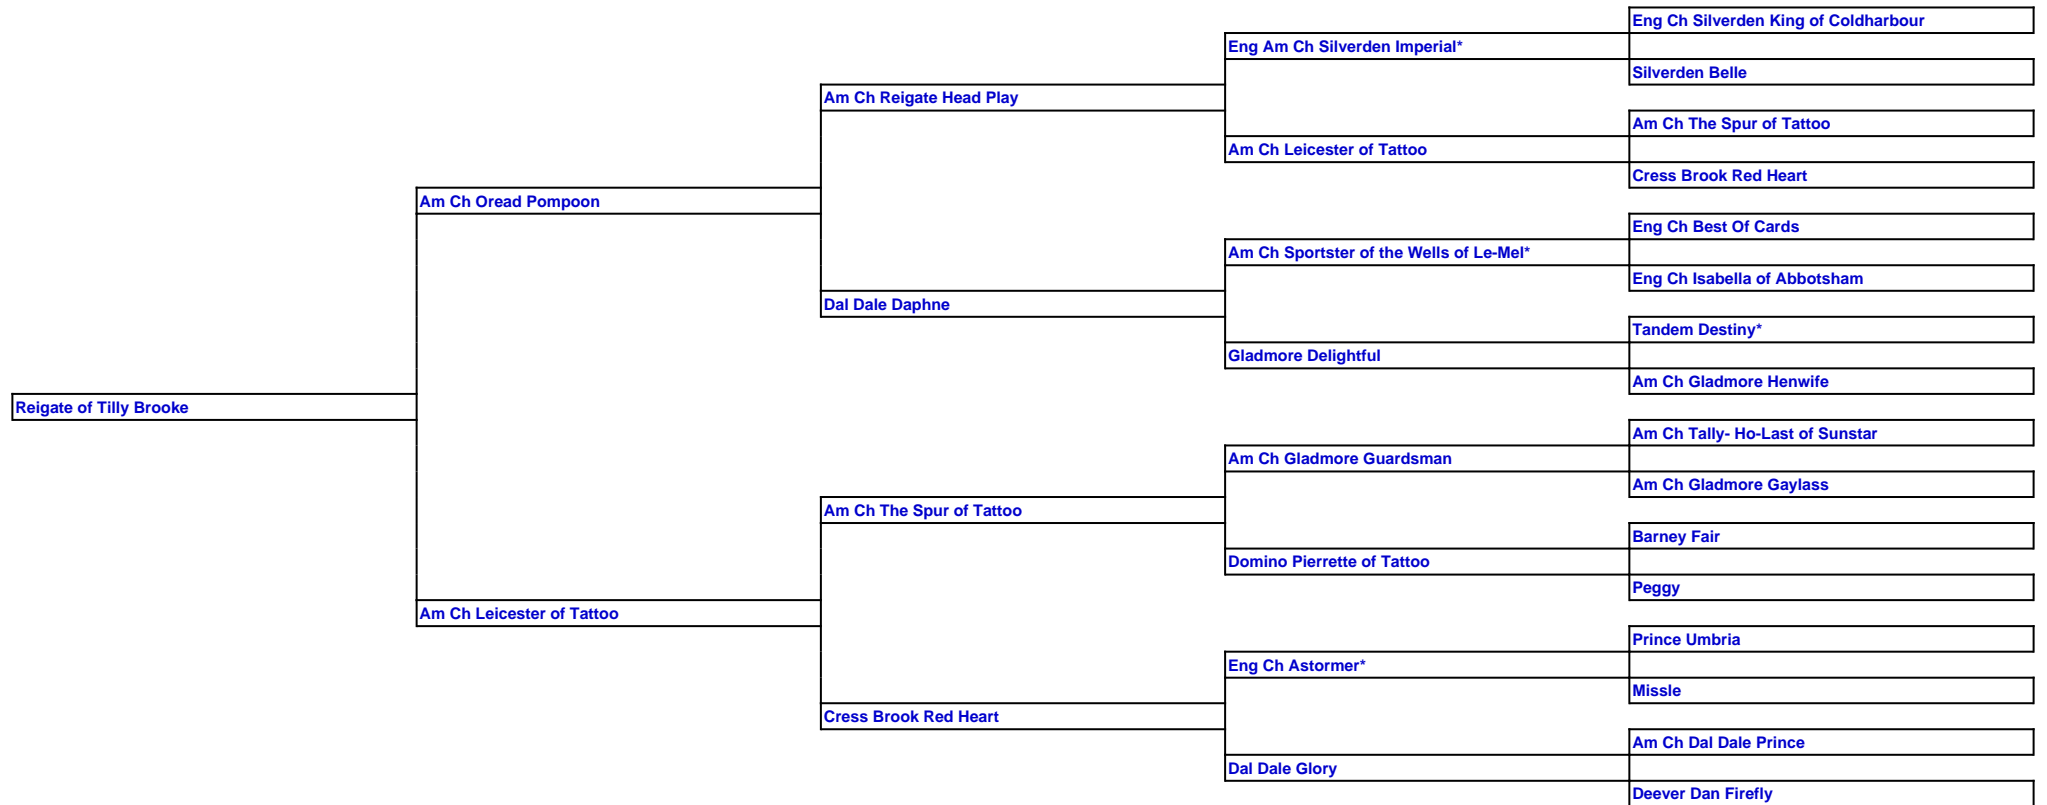 Eng Ch Silverden King of Coldharbour
Eng Am Ch Silverden Imperial*
Silverden Belle
Am Ch Reigate Head Play
Am Ch The Spur of Tattoo
Am Ch Leicester of Tattoo
Cress Brook Red Heart
Am Ch Oread Pompoon
Eng Ch Best Of Cards
Am Ch Sportster of the Wells of Le-Mel*
Eng Ch Isabella of Abbotsham
Dal Dale Daphne
Tandem Destiny*
Gladmore Delightful
Am Ch Gladmore Henwife
Reigate of Tilly Brooke
Am Ch Tally- Ho-Last of Sunstar
Am Ch Gladmore Guardsman
Am Ch Gladmore Gaylass
Am Ch The Spur of Tattoo
Barney Fair
Domino Pierrette of Tattoo
Peggy
Am Ch Leicester of Tattoo
Prince Umbria
Eng Ch Astormer*
Missle
Cress Brook Red Heart
Am Ch Dal Dale Prince
Dal Dale Glory
Deever Dan Firefly